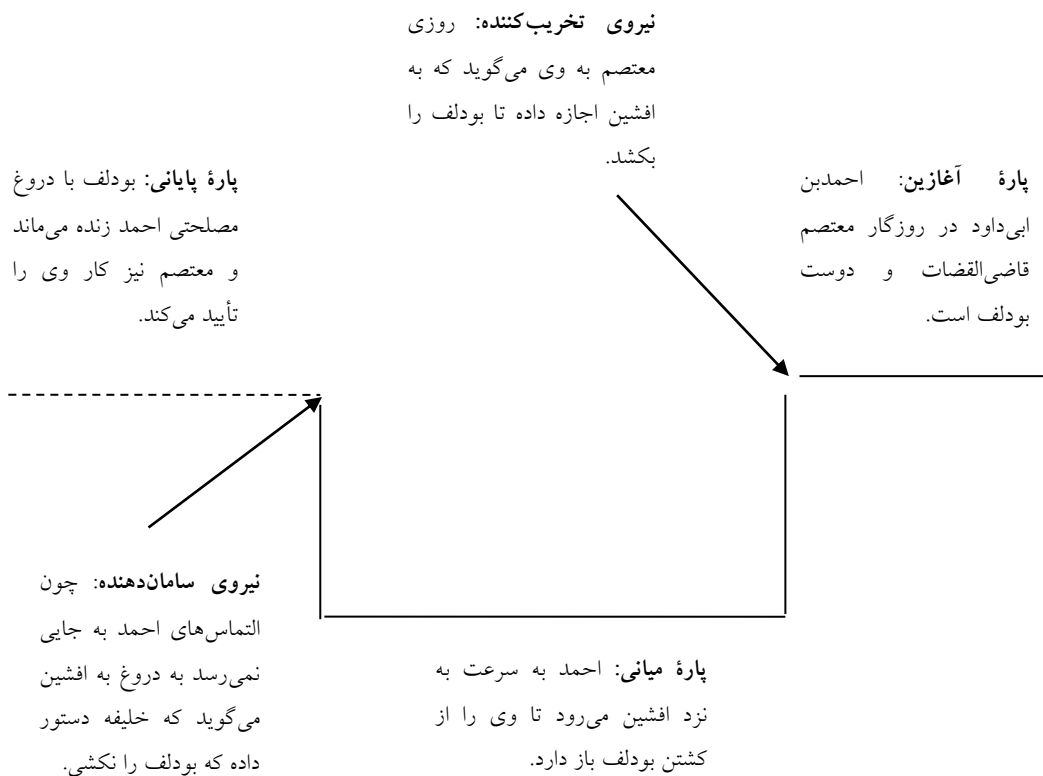 نیروی تخریب‌کننده: روزی
معتصم به وی می‌گوید که به
افشین اجازه داده تا بودلف را
بکشد.
پارهٔ آغازین: احمدبن
ابی‌داود در روزگار معتصم
قاضی‌القضات و دوست
بودلف است.
پارهٔ پایانی: بودلف با دروغ
مصلحتی احمد زنده می‌ماند
و معتصم نیز کار وی را
تأیید می‌کند.
نیروی سامان‌دهنده: چون
التماس‌های احمد به جایی
نمی‌رسد به دروغ به افشین
می‌گوید که خلیفه دستور
داده که بودلف را نکشی.
پارهٔ میانی: احمد به سرعت به
نزد افشین می‌رود تا وی را از
کشتن بودلف باز دارد.